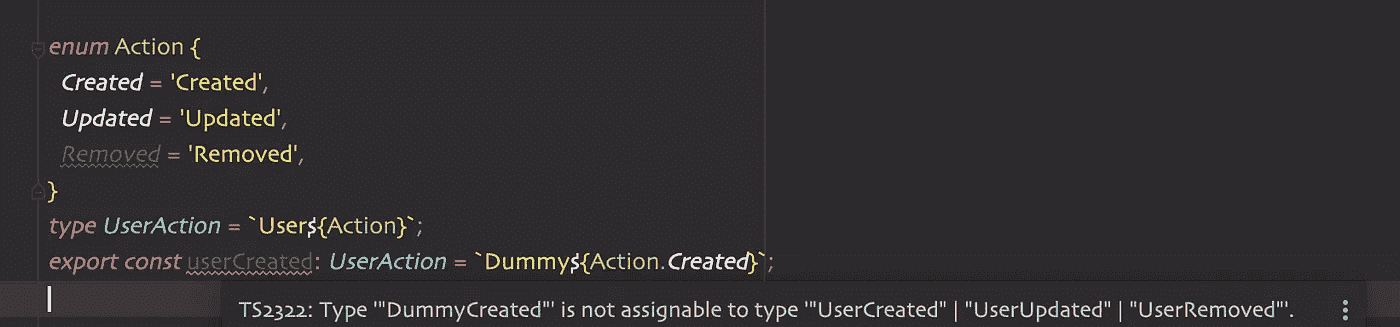 enum Action {
Created = 'Created',
Updated = 'Updated',
Removed = 'Removed',
}
type UserAction = `User${Action}`;
export const userCreated: UserAction = `Dummy${Action.Created}`;
TS2322: Type '"DummyCreated"' is not assignable to type '"UserCreated" | "UserUpdated" | "UserRemoved"'.